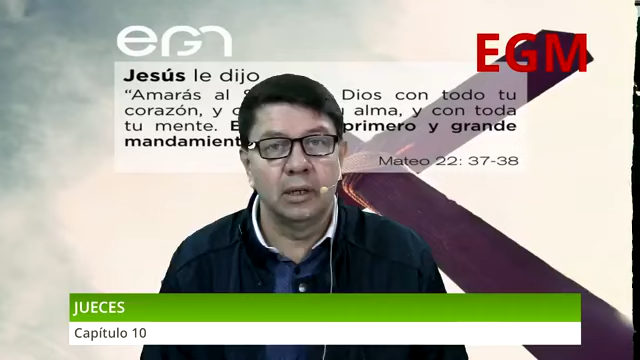 EGM
EGM
Jesús le dijo
“Amarás al Dios con todo tu
corazón, y alma, y con toda
tu mente. primero y grande
mandamiento
Mateo 22: 37-38
JUECES
Capítulo 10